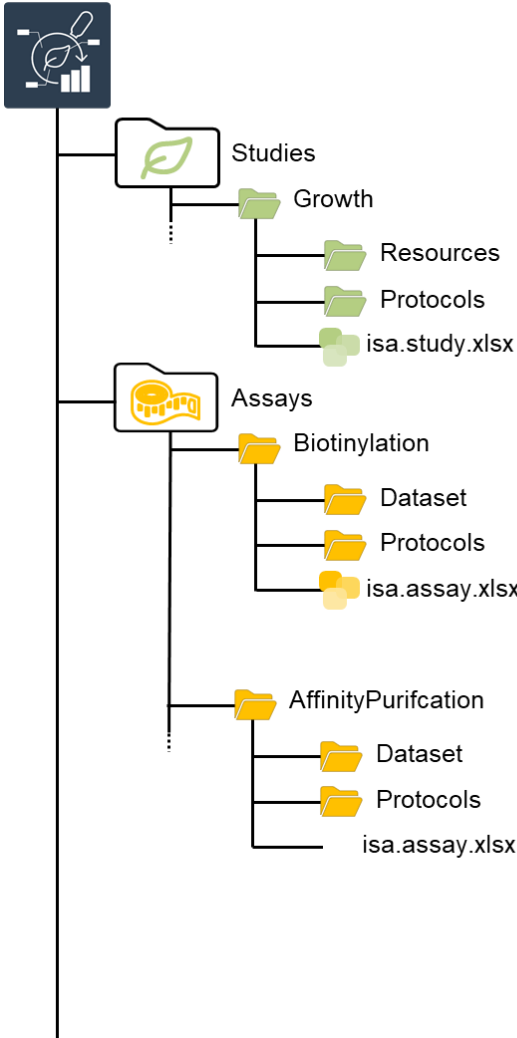 Studies
Growth
Resources
Protocols
isa.study.xlsx
Assays
Biotinylation
Dataset
Protocols
isa.assay.xlsx
AffinityPurifcation
Dataset
Protocols
isa.assay.xlsx